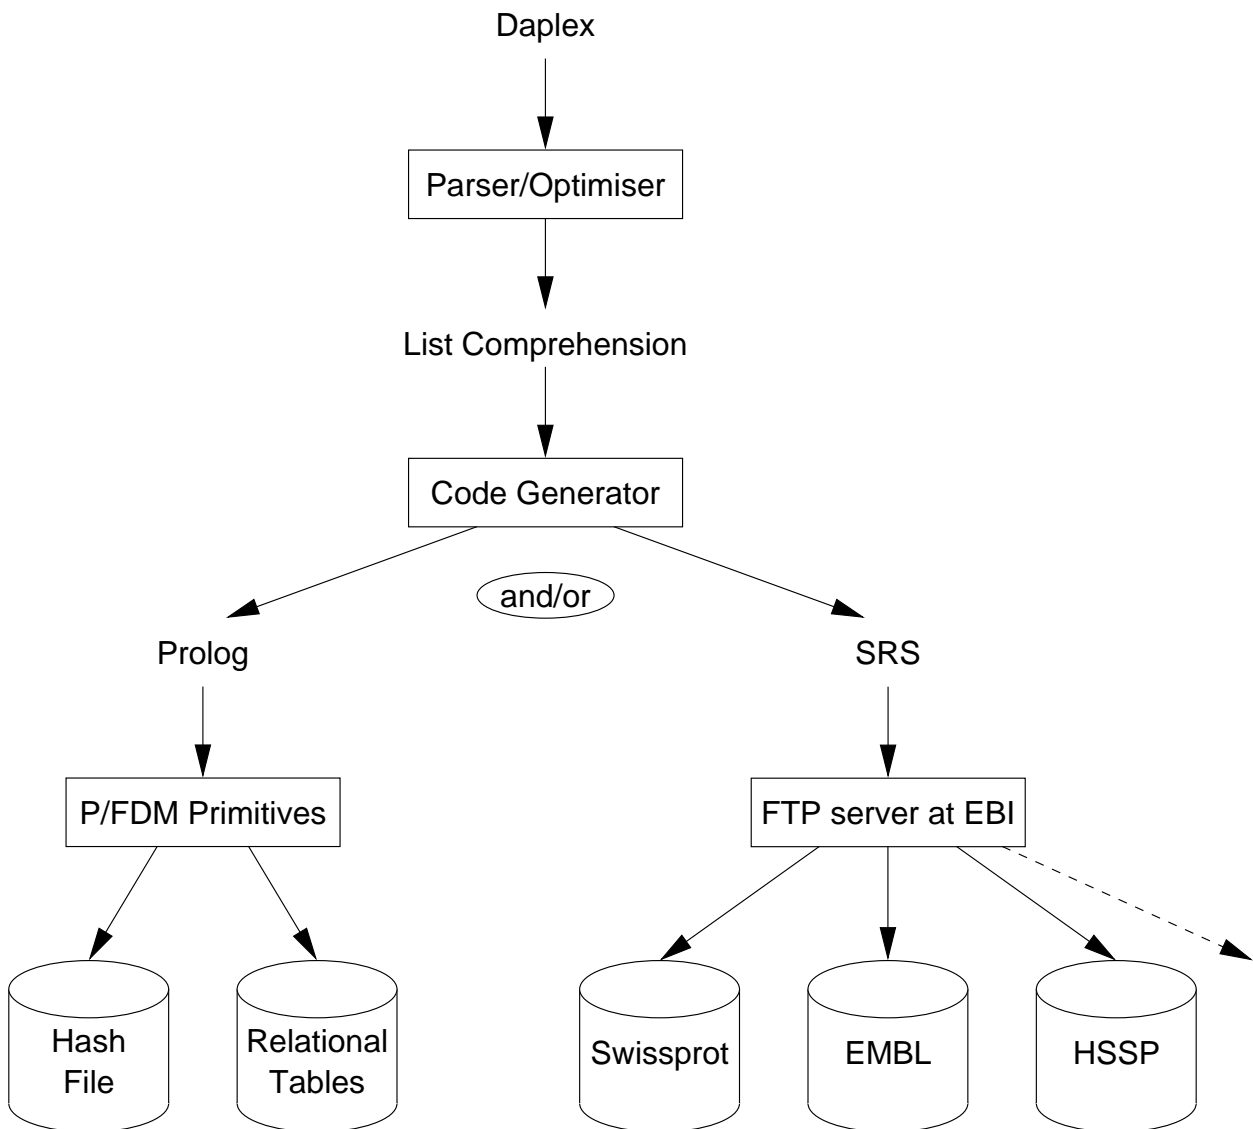 Daplex
Parser/Optimiser
List Comprehension
Code Generator
and/or
Prolog
SRS
P/FDM Primitives
FTP server at EBI
Hash
File
Relational
Tables
Swissprot
EMBL
HSSP